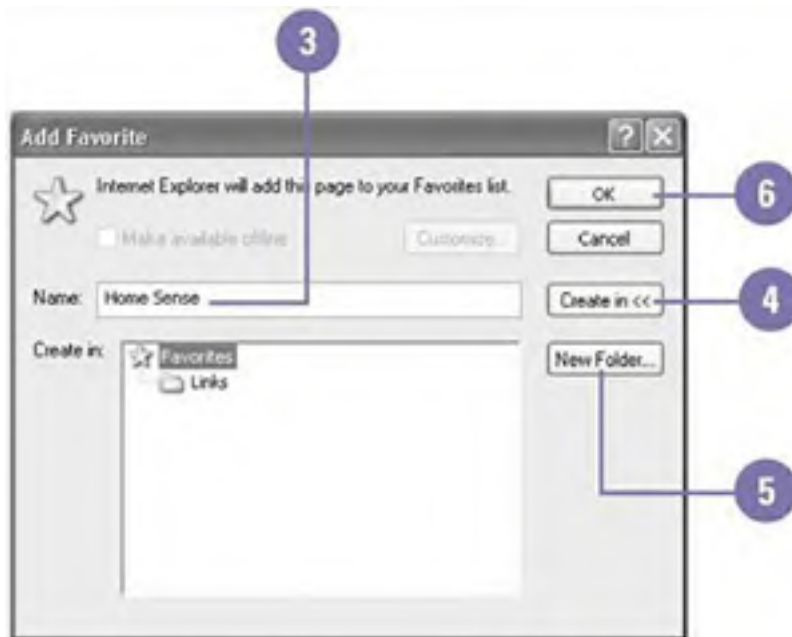 3
Add Favorite
Internet Explorer will add this page to your Favorites list.
OK
6
Make available offline
Customize...
Cancel
Name: Home Sense
Create in <<
4
Create in:
Favorites
New Folder...
Links
5